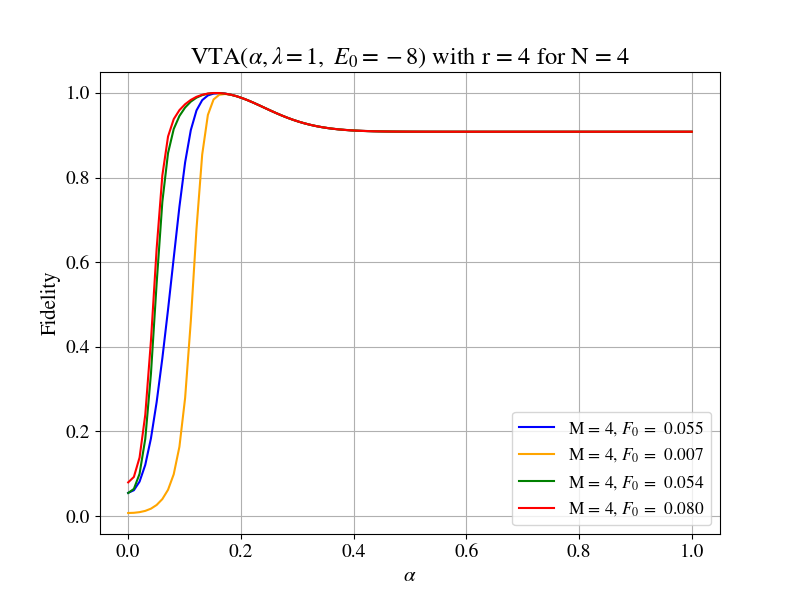 VTA(α, λ = 1, E₀ = −8) with r = 4 for N = 4
Fidelity
1.0
0.8
0.6
0.4
0.2
0.0
0.0 0.2 0.4 0.6 0.8 1.0
α
M = 4, F₀ = 0.055
M = 4, F₀ = 0.007
M = 4, F₀ = 0.054
M = 4, F₀ = 0.080